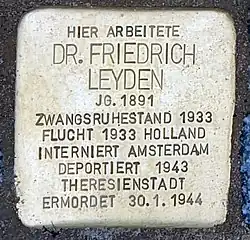 HIER ARBEITETE
DR. FRIEDRICH
LEYDEN
JG. 1891
ZWANGSRUHESTAND 1933
FLUCHT 1933 HOLLAND
INTERNIERT AMSTERDAM
DEPORTIERT 1943
THERESIENSTADT
ERMORDET 30.1.1944